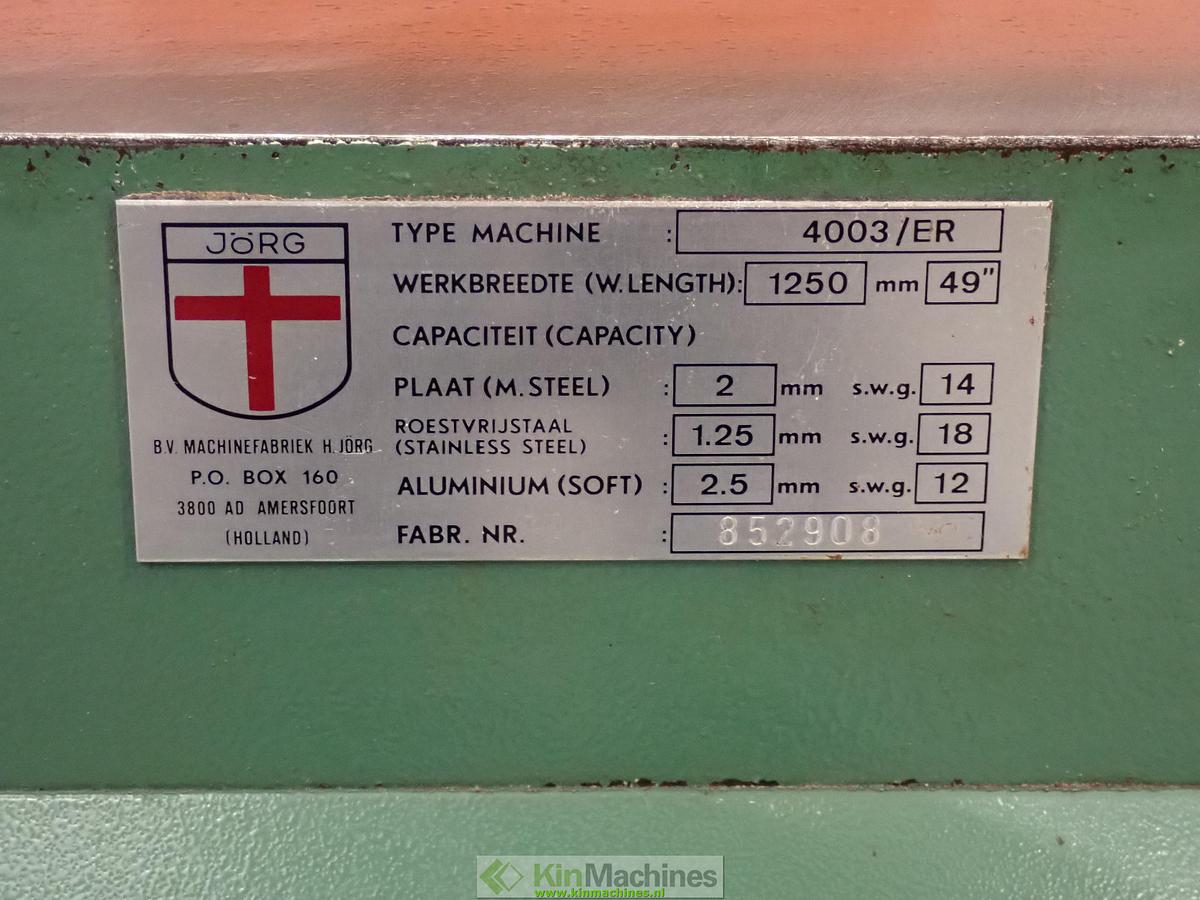 JÖRG
B.V. MACHINEFABRIEK H. JÖRG
P.O. BOX 160
3800 AD AMERSFOORT
(HOLLAND)
TYPE MACHINE : 4003/ER
WERKBREEDTE (W. LENGTH): 1250 mm 49"
CAPACITEIT (CAPACITY)
PLAAT (M. STEEL) : 2 mm s.w.g. 14
ROESTVRIJSTAAL
(STAINLESS STEEL) : 1.25 mm s.w.g. 18
ALUMINIUM (SOFT) : 2.5 mm s.w.g. 12
FABR. NR. : 852908
KinMachines
www.kinmachines.nl